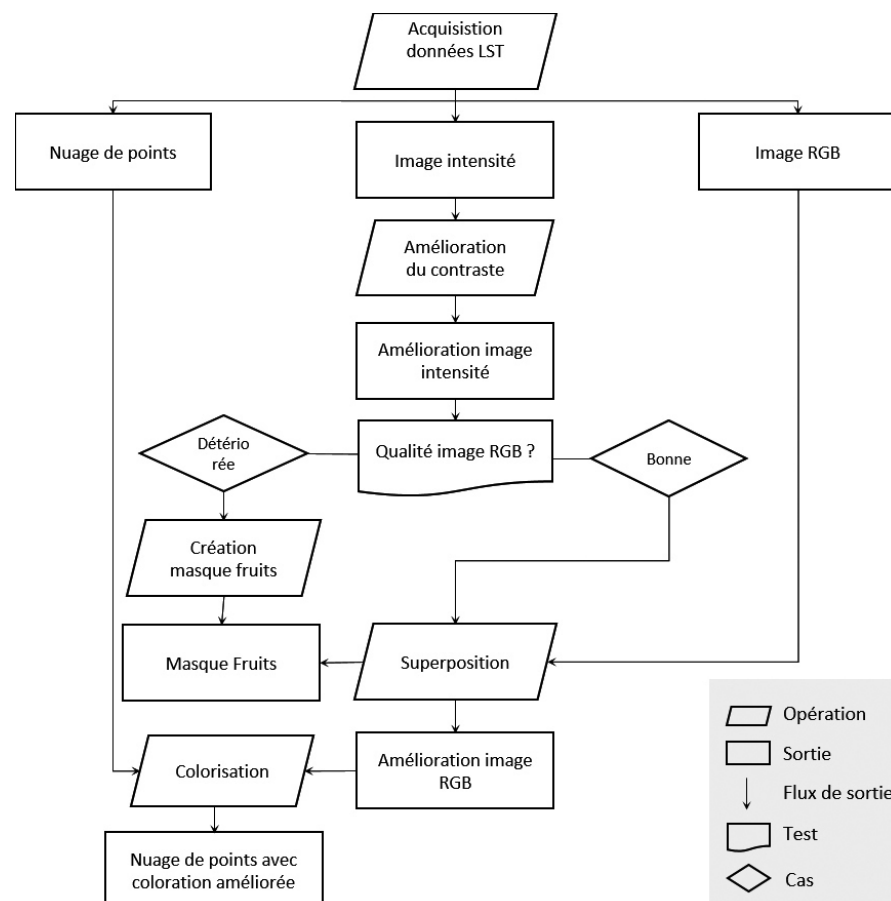 Acquisistion
données LST
Nuage de points
Image intensité
Image RGB
Amélioration
du contraste
Amélioration image
intensité
Détério
rée
Qualité image RGB ?
Bonne
Création
masque fruits
Masque Fruits
Superposition
Colorisation
Amélioration image
RGB
Nuage de points avec
coloration améliorée
Opération
Sortie
Flux de sortie
Test
Cas